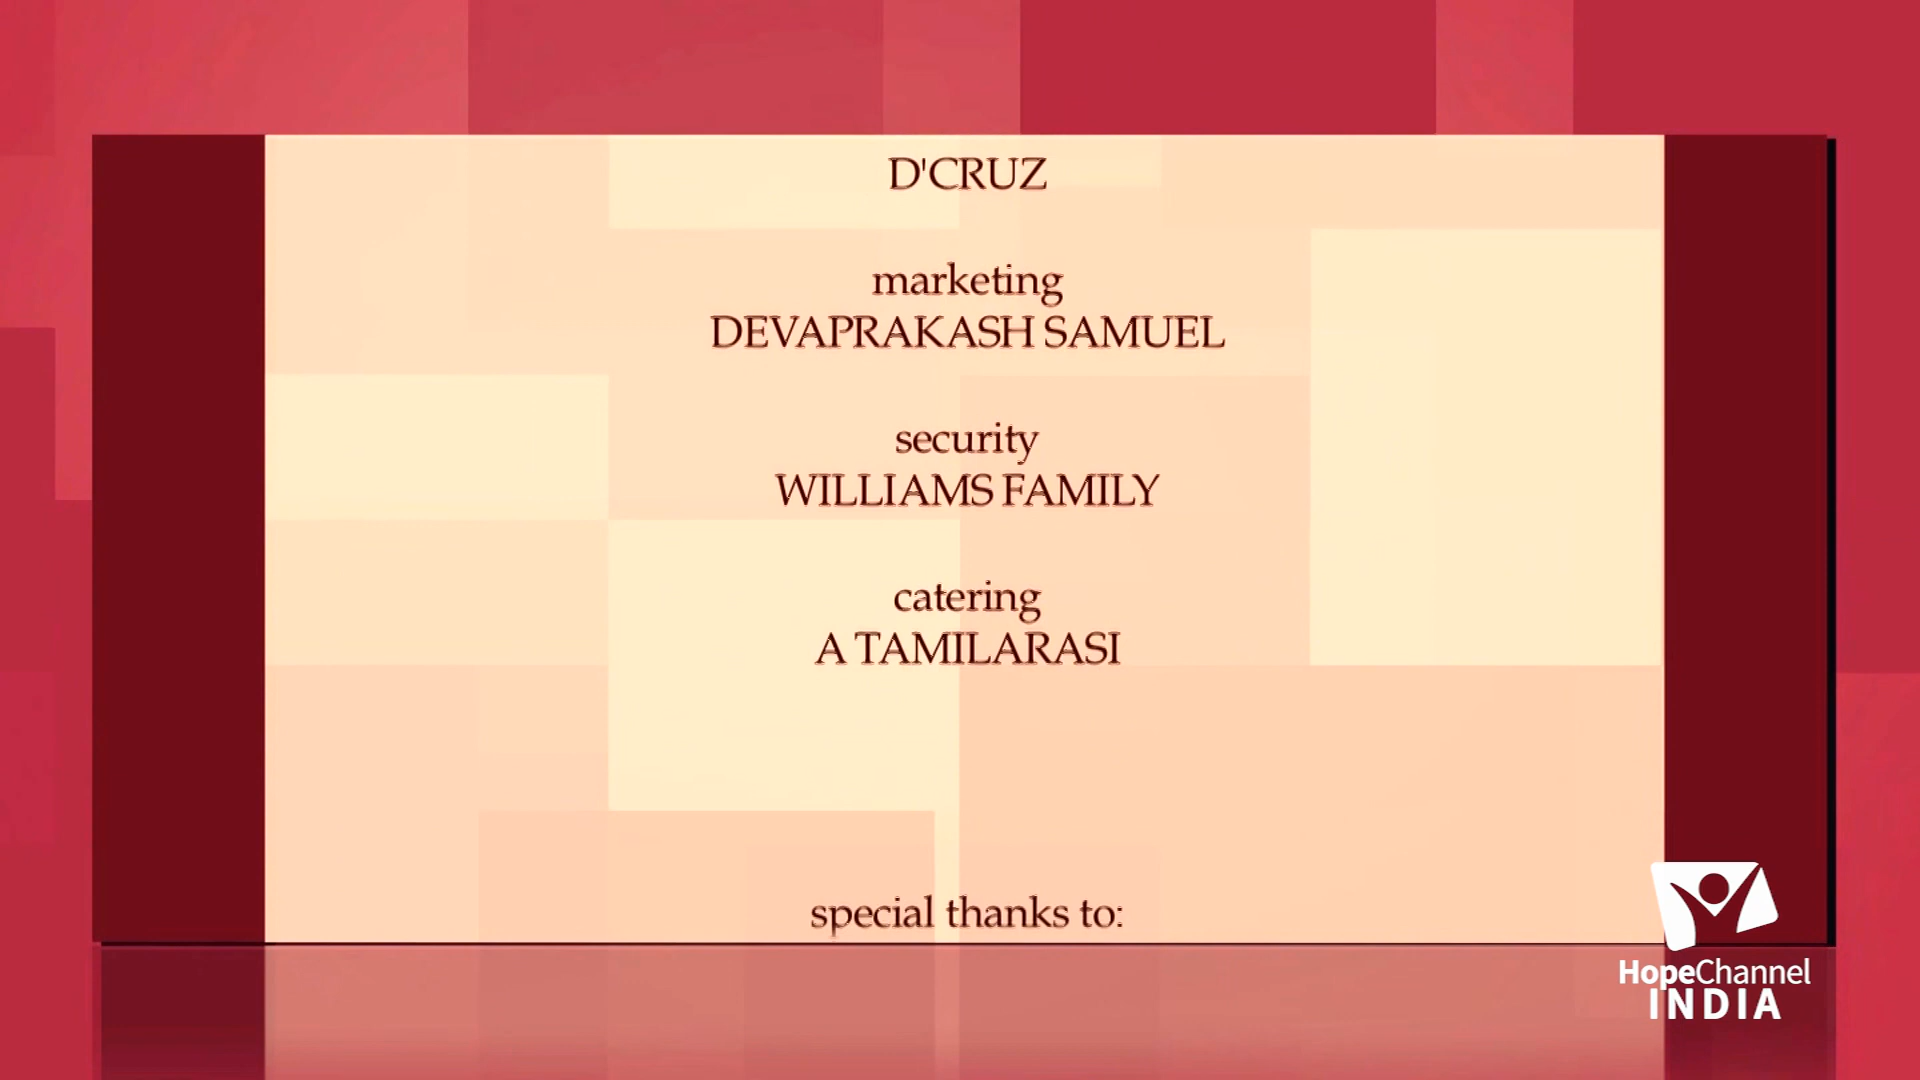 D'CRUZ
marketing
DEVAPRAKASH SAMUEL
security
WILLIAMS FAMILY
catering
A TAMILARASI
special thanks to:
HopeChannel
INDIA